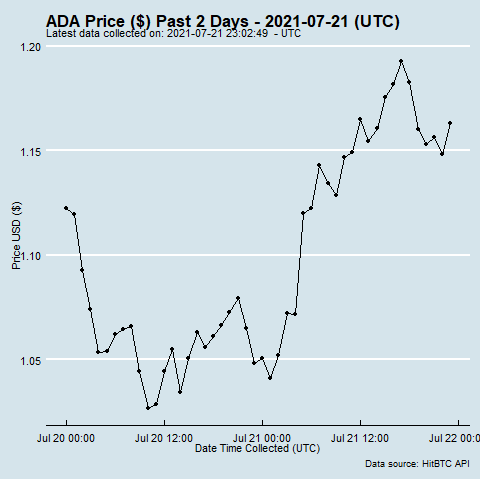 ADA Price ($) Past 2 Days - 2021-07-21 (UTC)
Latest data collected on: 2021-07-21 23:02:49 - UTC
1.20
1.15
1.10
1.05
Price USD ($)
Jul 20 00:00 Jul 20 12:00 Jul 21 00:00 Jul 21 12:00 Jul 22 00:00
Date Time Collected (UTC)
Data source: HitBTC API